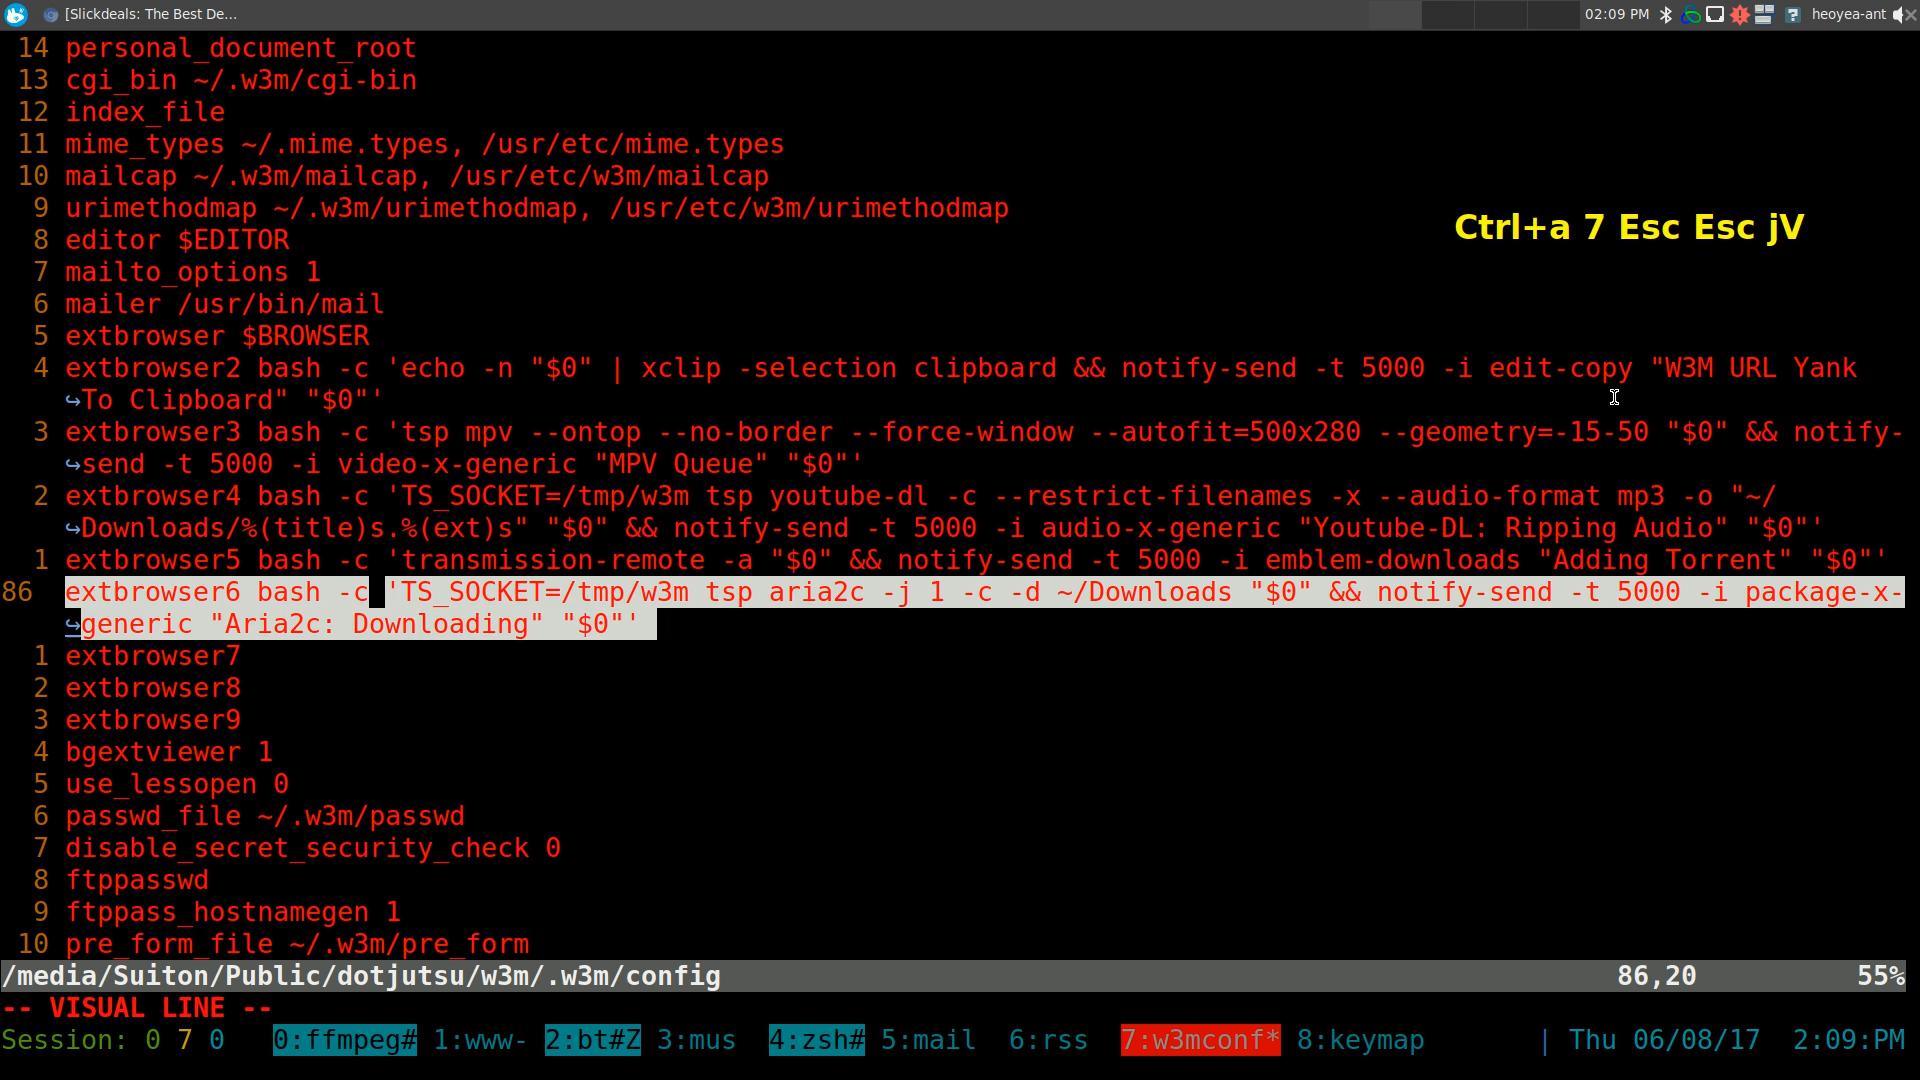 [Slickdeals: The Best De... 02:09 PM heoyea-ant
14 personal_document_root
13 cgi_bin ~/.w3m/cgi-bin
12 index_file
11 mime_types ~/.mime.types, /usr/etc/mime.types
10 mailcap ~/.w3m/mailcap, /usr/etc/w3m/mailcap
9 urimethodmap ~/.w3m/urimethodmap, /usr/etc/w3m/urimethodmap
Ctrl+a 7 Esc Esc jV
8 editor $EDITOR
7 mailto_options 1
6 mailer /usr/bin/mail
5 extbrowser $BROWSER
4 extbrowser2 bash -c 'echo -n "$0" | xclip -selection clipboard && notify-send -t 5000 -i edit-copy "W3M URL Yank
↪To Clipboard" "$0"'
3 extbrowser3 bash -c 'tsp mpv --ontop --no-border --force-window --autofit=500x280 --geometry=-15-50 "$0" && notify-
↪send -t 5000 -i video-x-generic "MPV Queue" "$0"'
2 extbrowser4 bash -c 'TS_SOCKET=/tmp/w3m tsp youtube-dl -c --restrict-filenames -x --audio-format mp3 -o "~/
↪Downloads/%(title)s.%(ext)s" "$0" && notify-send -t 5000 -i audio-x-generic "Youtube-DL: Ripping Audio" "$0"'
1 extbrowser5 bash -c 'transmission-remote -a "$0" && notify-send -t 5000 -i emblem-downloads "Adding Torrent" "$0"'
86 extbrowser6 bash -c 'TS_SOCKET=/tmp/w3m tsp aria2c -j 1 -c -d ~/Downloads "$0" && notify-send -t 5000 -i package-x-
↪generic "Aria2c: Downloading" "$0"'
1 extbrowser7
2 extbrowser8
3 extbrowser9
4 bgextviewer 1
5 use_lessopen 0
6 passwd_file ~/.w3m/passwd
7 disable_secret_security_check 0
8 ftppasswd
9 ftppass_hostnamegen 1
10 pre_form_file ~/.w3m/pre_form
/media/Suiton/Public/dotjutsu/w3m/.w3m/config 86,20 55%
-- VISUAL LINE --
Session: 0 7 0 0:ffmpeg# 1:www- 2:bt#Z 3:mus 4:zsh# 5:mail 6:rss 7:w3mconf* 8:keymap | Thu 06/08/17 2:09:PM